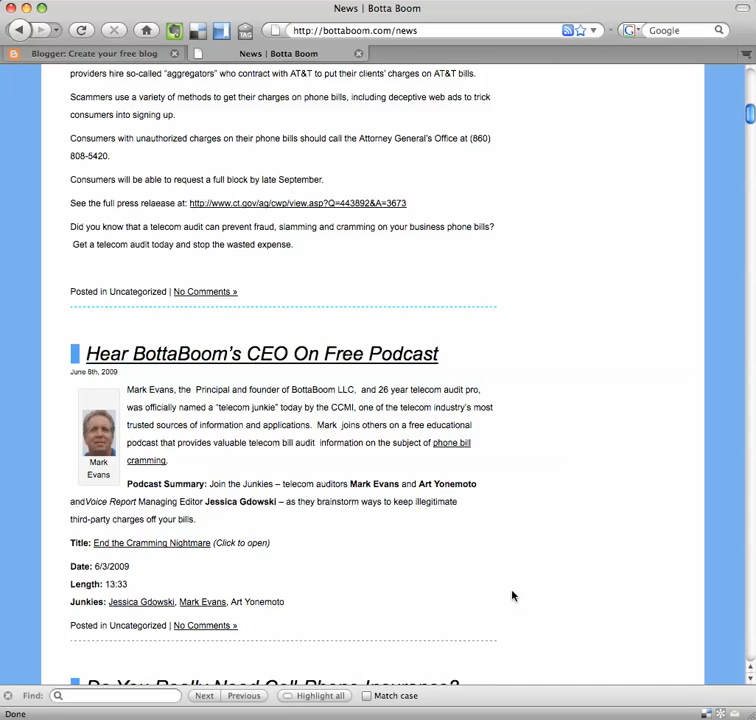 News | Botta Boom
http://bottaboom.com/news
Google
Blogger: Create your free blog
News | Botta Boom
providers hire so-called “aggregators” who contract with AT&T to put their clients’ charges on AT&T bills.
Scammers use a variety of methods to get their charges on phone bills, including deceptive web ads to trick
consumers into signing up.
Consumers with unauthorized charges on their phone bills should call the Attorney General’s Office at (860)
808-5420.
Consumers will be able to request a full block by late September.
See the full press relaease at: http://www.ct.gov/ag/cwp/view.asp?Q=443892&A=3673
Did you know that a telecom audit can prevent fraud, slamming and cramming on your business phone bills?
Get a telecom audit today and stop the wasted expense.
Posted in Uncategorized | No Comments »
Hear BottaBoom’s CEO On Free Podcast
June 8th, 2009
Mark Evans, the Principal and founder of BottaBoom LLC, and 26 year telecom audit pro,
was officially named a “telecom junkie” today by the CCMI, one of the telecom industry’s most
trusted sources of information and applications. Mark joins others on a free educational
podcast that provides valuable telecom bill audit information on the subject of phone bill
cramming.
Mark
Evans
Podcast Summary: Join the Junkies – telecom auditors Mark Evans and Art Yonemoto
andVoice Report Managing Editor Jessica Gdowski – as they brainstorm ways to keep illegitimate
third-party charges off your bills.
Title: End the Cramming Nightmare (Click to open)
Date: 6/3/2009
Length: 13:33
Junkies: Jessica Gdowski, Mark Evans, Art Yonemoto
Posted in Uncategorized | No Comments »
Do You Really Need Cell Phone Insurance?
Find:
Next
Previous
Highlight all
Match case
Done